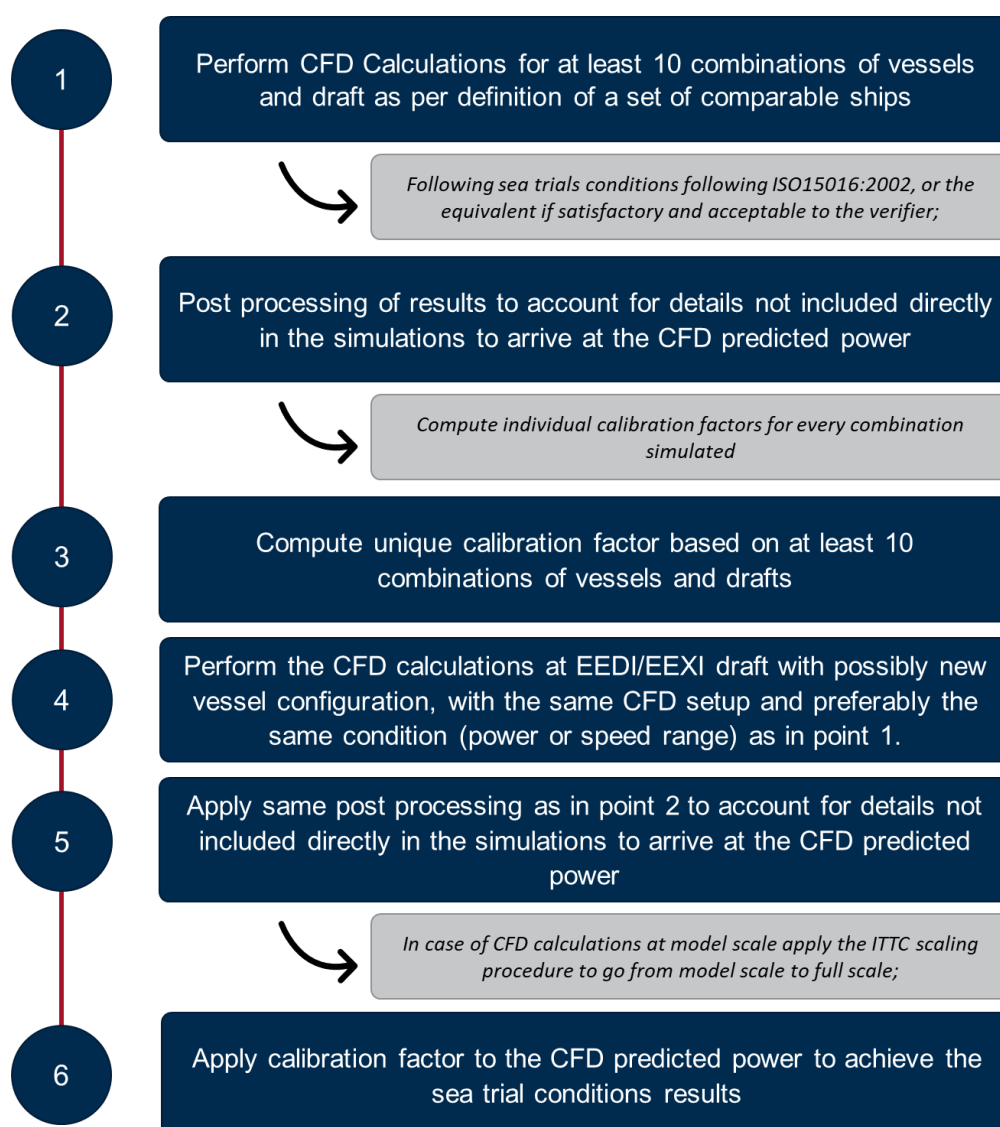 1
Perform CFD Calculations for at least 10 combinations of vessels
and draft as per definition of a set of comparable ships
Following sea trials conditions following ISO15016:2002, or the
equivalent if satisfactory and acceptable to the verifier;
2
Post processing of results to account for details not included directly
in the simulations to arrive at the CFD predicted power
Compute individual calibration factors for every combination
simulated
3
Compute unique calibration factor based on at least 10
combinations of vessels and drafts
4
Perform the CFD calculations at EEDI/EEXI draft with possibly new
vessel configuration, with the same CFD setup and preferably the
same condition (power or speed range) as in point 1.
5
Apply same post processing as in point 2 to account for details not
included directly in the simulations to arrive at the CFD predicted
power
In case of CFD calculations at model scale apply the ITTC scaling
procedure to go from model scale to full scale;
6
Apply calibration factor to the CFD predicted power to achieve the
sea trial conditions results